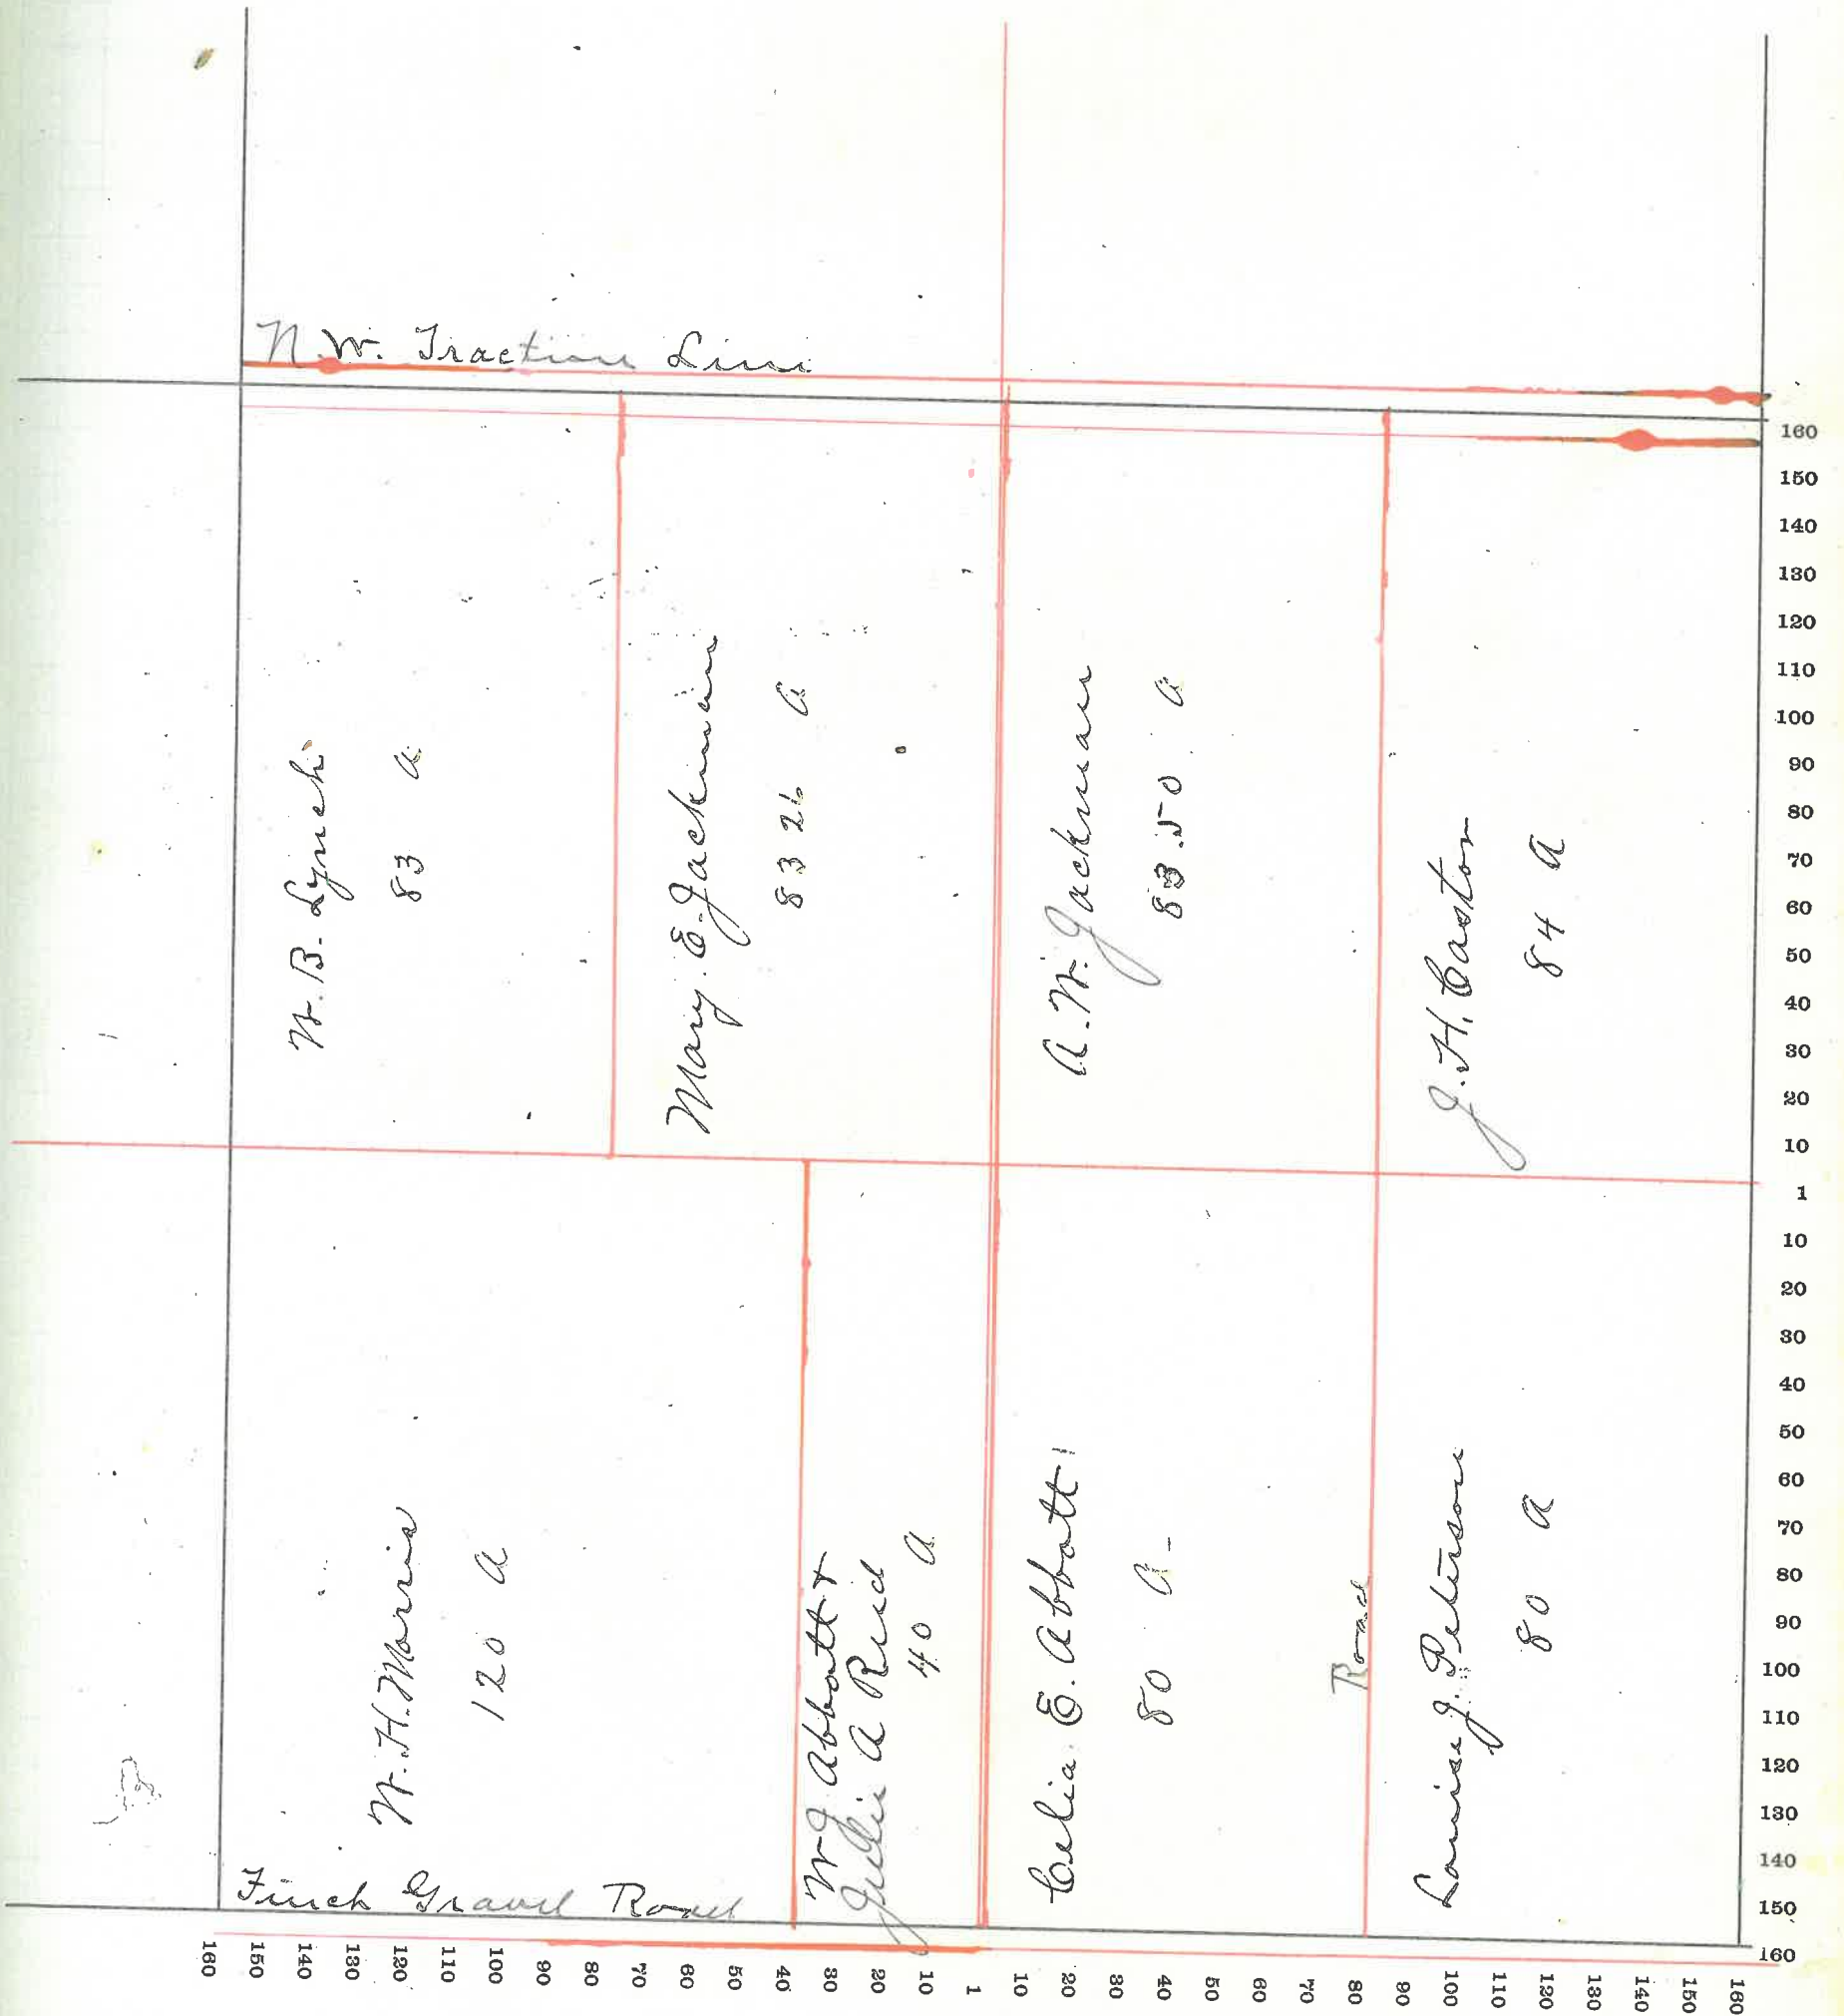 N.W. Traction Line
W. B. Lynch
83 a
Mary. E. Jackman
83 26 a
A. W. Jackman
83.50 a
J. H. Caston
84 a
W. H. Morris
120 a
W J Abbott &
Julia A Reid
40 a
Celia. E. Abbott
80 a-
Road
Louisa J. Peterson
80 a
Finch Gravel Road
160
150
140
130
120
110
100
90
80
70
60
50
40
30
20
10
1
10
20
30
40
50
60
70
80
90
100
110
120
130
140
150
160
160 150 140 130 120 110 100 90 80 70 60 50 40 30 20 10 1 10 20 30 40 50 60 70 80 90 100 110 120 130 140 150 160